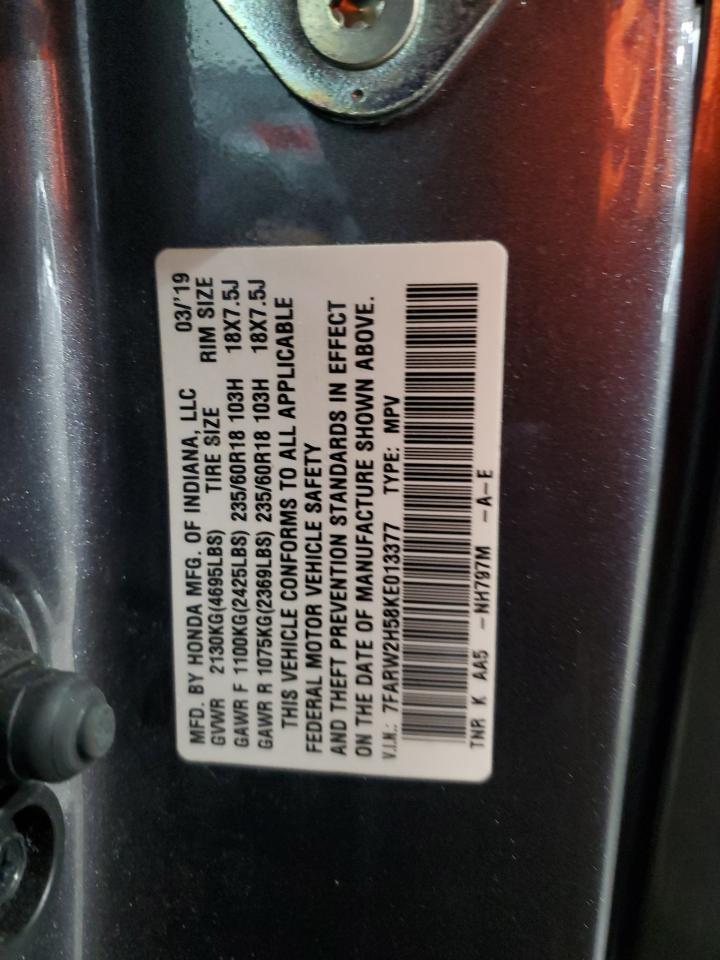 MFD. BY HONDA MFG. OF INDIANA, LLC 03/'19
GVWR 2130KG(4695LBS) TIRE SIZE RIM SIZE
GAWR F 1100KG(2425LBS) 235/60R18 103H 18X7.5J
GAWR R 1075KG(2369LBS) 235/60R18 103H 18X7.5J
THIS VEHICLE CONFORMS TO ALL APPLICABLE
FEDERAL MOTOR VEHICLE SAFETY
AND THEFT PREVENTION STANDARDS IN EFFECT
ON THE DATE OF MANUFACTURE SHOWN ABOVE.
V.I.N.: 7FARW2H58KE013377 TYPE: MPV
TNR K AA5 -NH797M -A-E